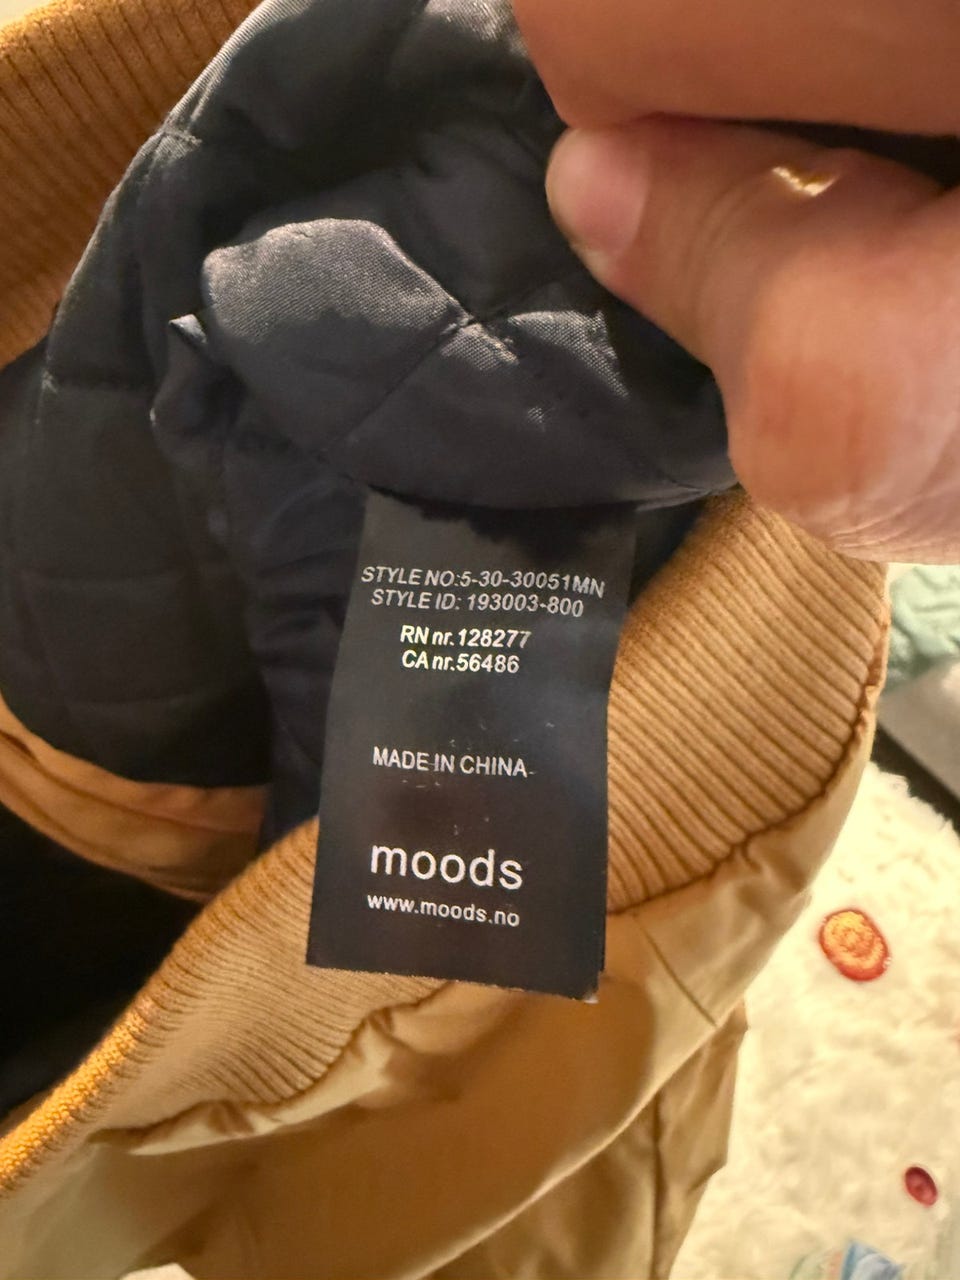 STYLE NO:5-30-30051MN
STYLE ID: 193003-800
RN nr.128277
CA nr.56486
MADE IN CHINA
moods
www.moods.no